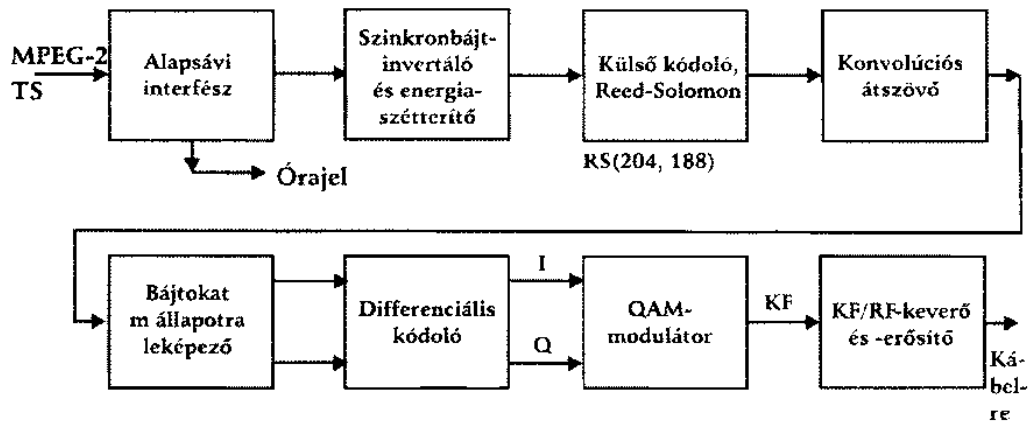 MPEG-2
TS
Alapsávi
interfész
Órajel
Szinkronbájt-
invertáló
és energia-
szétterítő
Külső kódoló,
Reed-Solomon
RS(204, 188)
Konvolúciós
átszövő
Bájtokat
m állapotra
leképező
Differenciális
kódoló
I
Q
QAM-
modulátor
KF
KF/RF-keverő
és -erősítő
Ká-
bel-
re